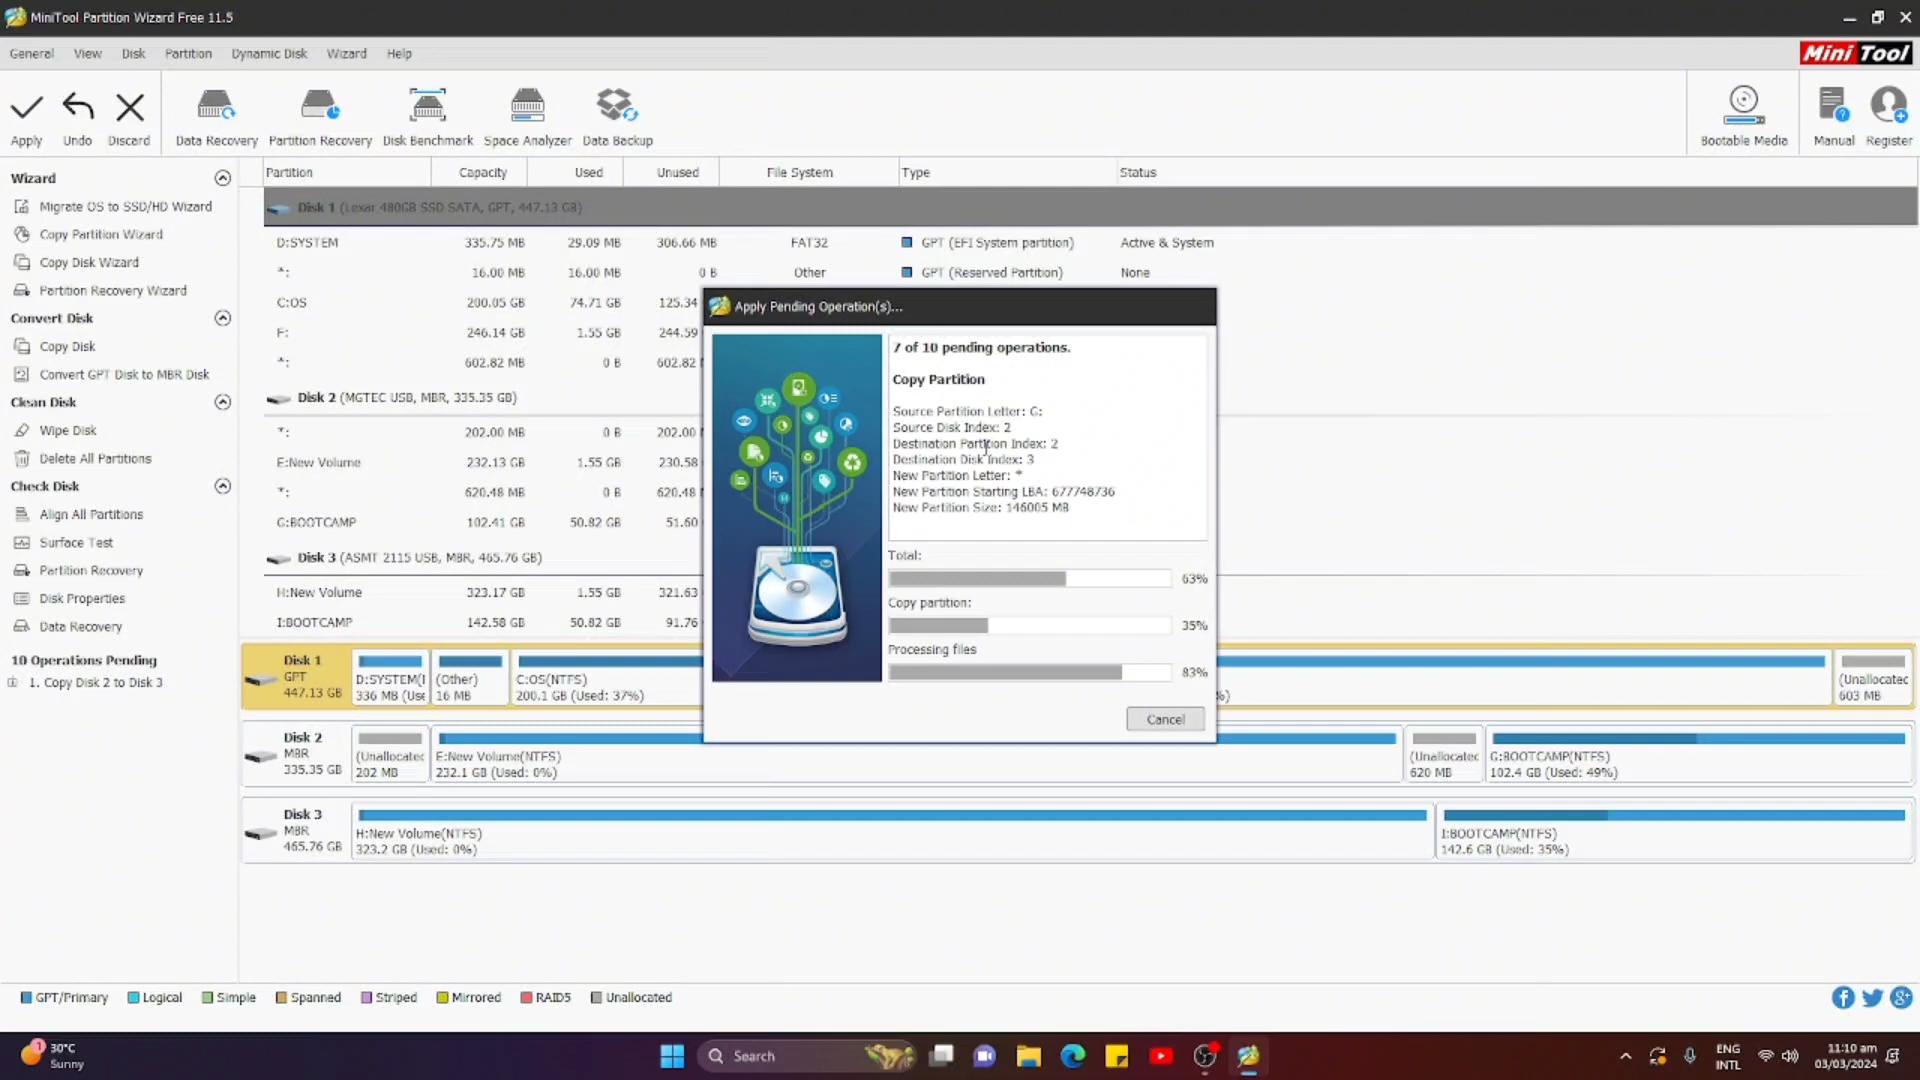 MiniTool Partition Wizard Free 11.5
General View Disk Partition Dynamic Disk Wizard Help
Mini Tool
Apply Undo Discard Data Recovery Partition Recovery Disk Benchmark Space Analyzer Data Backup Bootable Media Manual Register
Wizard
Migrate OS to SSD/HD Wizard
Copy Partition Wizard
Copy Disk Wizard
Partition Recovery Wizard
Convert Disk
Copy Disk
Convert GPT Disk to MBR Disk
Clean Disk
Wipe Disk
Delete All Partitions
Check Disk
Align All Partitions
Surface Test
Partition Recovery
Disk Properties
Data Recovery
10 Operations Pending
1. Copy Disk 2 to Disk 3
Partition Capacity Used Unused File System Type Status
Disk 1 (Lexar 480GB SSD SATA, GPT, 447.13 GB)
D:SYSTEM 335.75 MB 29.09 MB 306.66 MB FAT32 GPT (EFI System partition) Active & System
*: 16.00 MB 16.00 MB 0 B Other GPT (Reserved Partition) None
C:OS 200.05 GB 74.71 GB 125.34
F: 246.14 GB 1.55 GB 244.59
*: 602.82 MB 0 B 602.82
Disk 2 (MGTEC USB, MBR, 335.35 GB)
*: 202.00 MB 0 B 202.00
E:New Volume 232.13 GB 1.55 GB 230.58
*: 620.48 MB 0 B 620.48
G:BOOTCAMP 102.41 GB 50.82 GB 51.60
Disk 3 (ASMT 2115 USB, MBR, 465.76 GB)
H:New Volume 323.17 GB 1.55 GB 321.63
I:BOOTCAMP 142.58 GB 50.82 GB 91.76
Apply Pending Operation(s)...
7 of 10 pending operations.
Copy Partition
Source Partition Letter: G:
Source Disk Index: 2
Destination Partition Index: 2
Destination Disk Index: 3
New Partition Letter: *
New Partition Starting LBA: 677748736
New Partition Size: 146005 MB
Total:
63%
Copy partition:
35%
Processing files
83%
Cancel
Disk 1
GPT
447.13 GB
D:SYSTEM(
336 MB (Use
(Other)
16 MB
C:OS(NTFS)
200.1 GB (Used: 37%)
%)
(Unallocatec
603 MB
Disk 2
MBR
335.35 GB
(Unallocatec
202 MB
E:New Volume(NTFS)
232.1 GB (Used: 0%)
(Unallocatec
620 MB
G:BOOTCAMP(NTFS)
102.4 GB (Used: 49%)
Disk 3
MBR
465.76 GB
H:New Volume(NTFS)
323.2 GB (Used: 0%)
I:BOOTCAMP(NTFS)
142.6 GB (Used: 35%)
GPT/Primary Logical Simple Spanned Striped Mirrored RAID5 Unallocated
1
30°C
Sunny
Search
ENG
INTL
11:10 am
03/03/2024